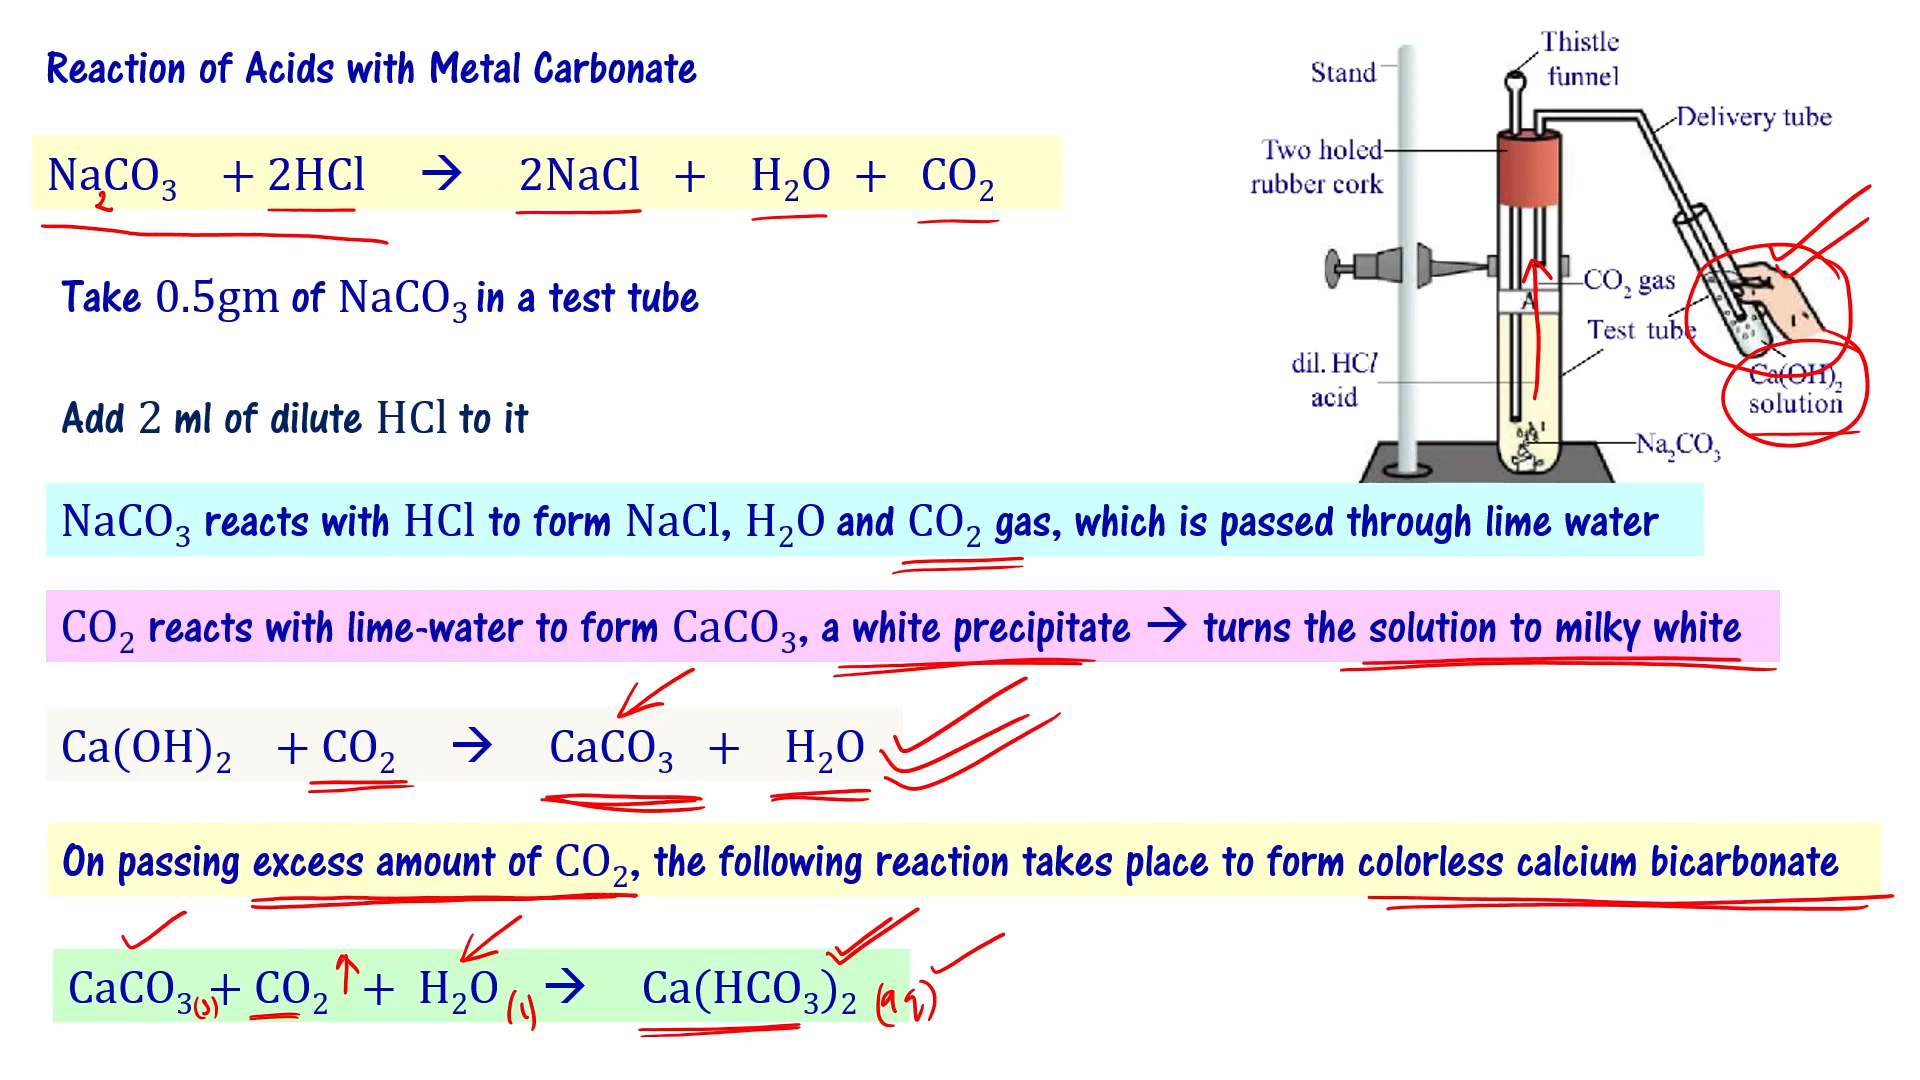 Reaction of Acids with Metal Carbonate
NaCO₃ + 2HCl → 2NaCl + H₂O + CO₂
2
Take 0.5gm of NaCO₃ in a test tube
Add 2 ml of dilute HCl to it
Thistle
funnel
Stand
Delivery tube
Two holed
rubber cork
CO₂ gas
A
Test tube
dil. HCl
acid
Ca(OH)₂
solution
Na₂CO₃
NaCO₃ reacts with HCl to form NaCl, H₂O and CO₂ gas, which is passed through lime water
CO₂ reacts with lime-water to form CaCO₃, a white precipitate → turns the solution to milky white
Ca(OH)₂ + CO₂ → CaCO₃ + H₂O
On passing excess amount of CO₂, the following reaction takes place to form colorless calcium bicarbonate
CaCO₃(s) + CO₂ ↑ + H₂O (l) → Ca(HCO₃)₂ (aq)